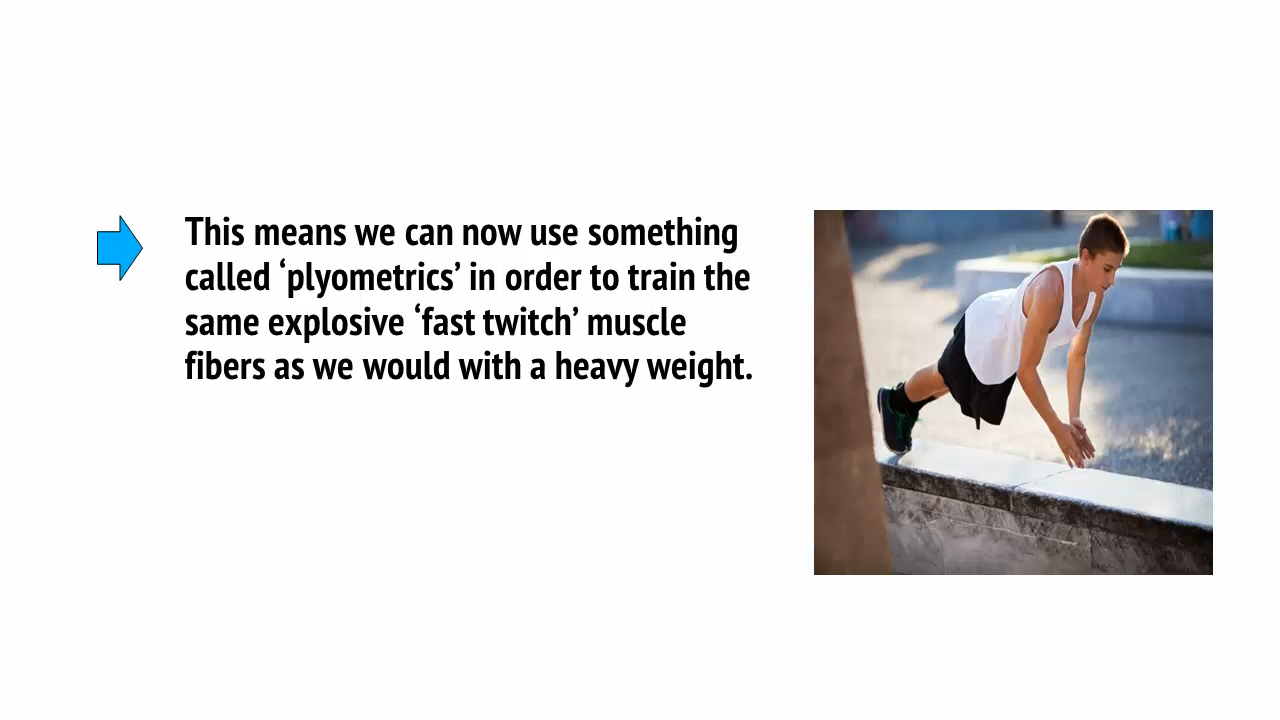 This means we can now use something
called ‘plyometrics’ in order to train the
same explosive ‘fast twitch’ muscle
fibers as we would with a heavy weight.